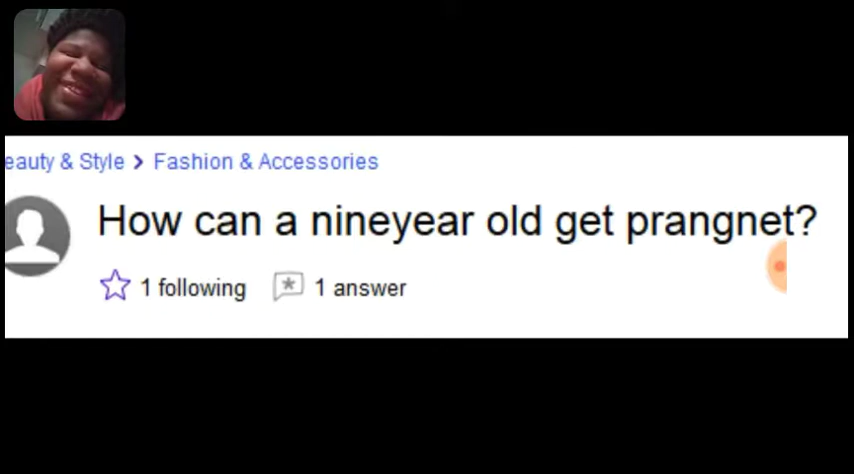 eauty & Style > Fashion & Accessories
How can a nineyear old get prangnet?
1 following 1 answer